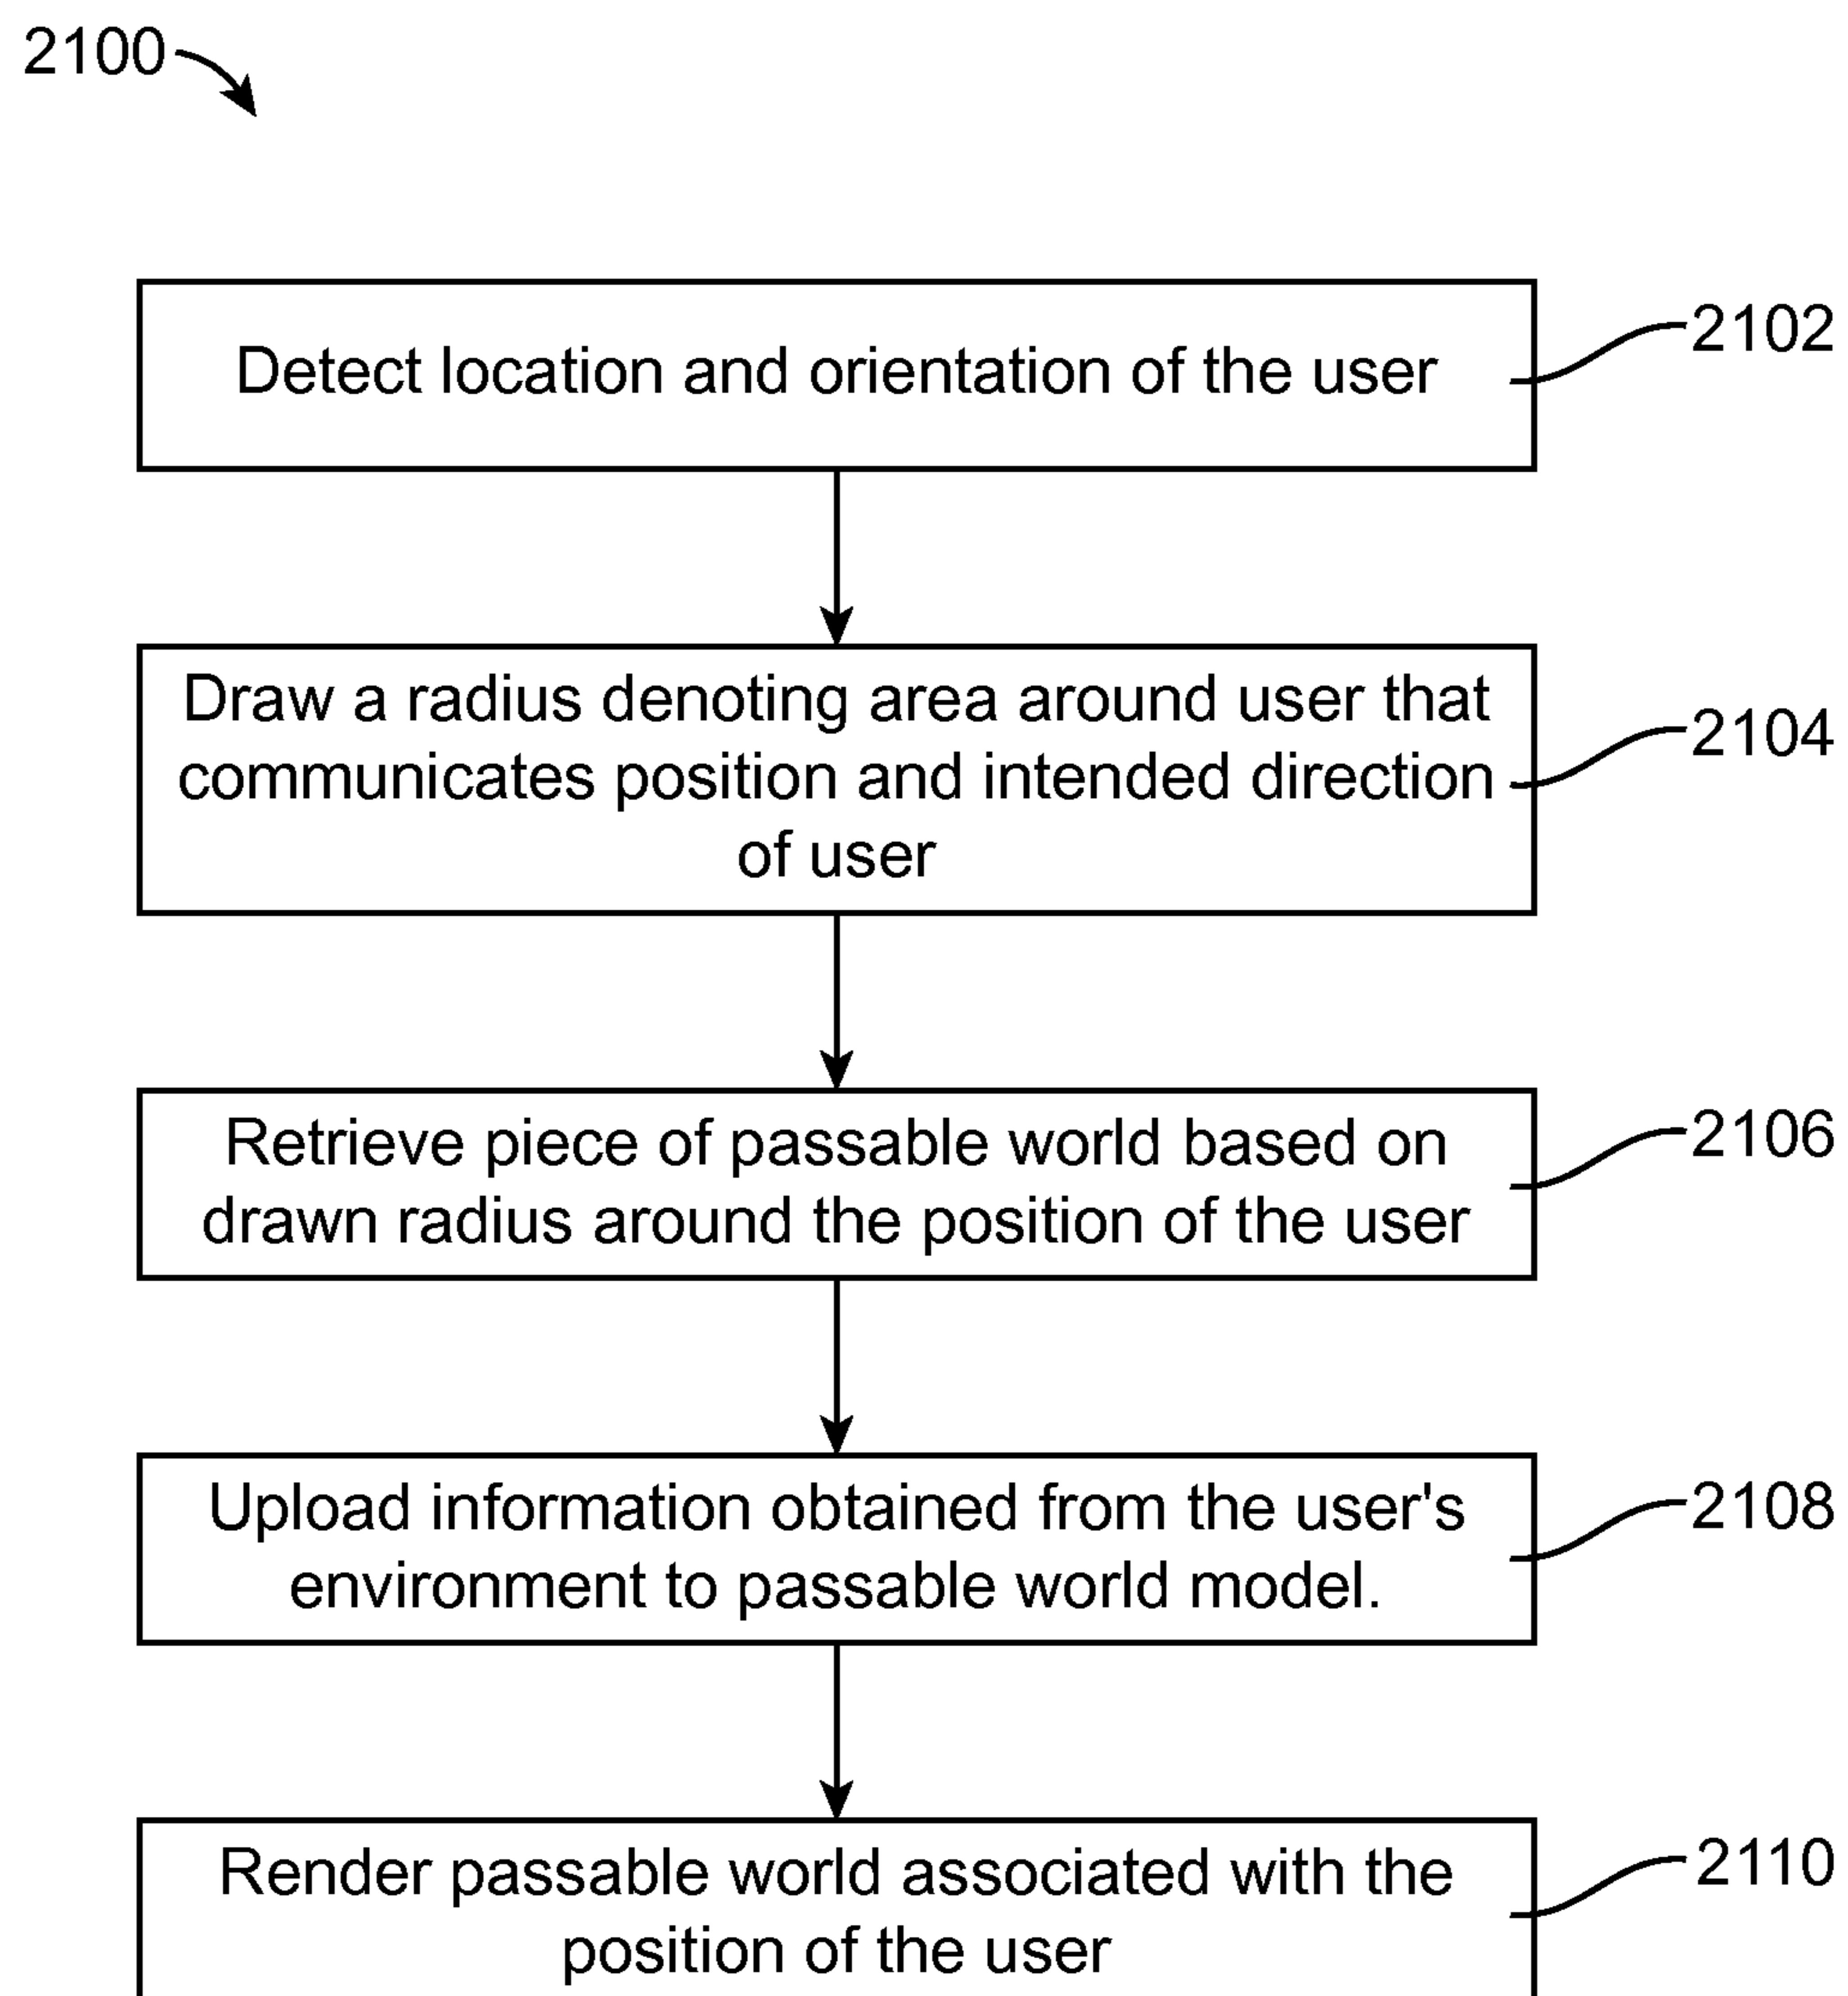 2100
Detect location and orientation of the user
2102
Draw a radius denoting area around user that
communicates position and intended direction
of user
2104
Retrieve piece of passable world based on
drawn radius around the position of the user
2106
Upload information obtained from the user's
environment to passable world model.
2108
Render passable world associated with the
position of the user
2110